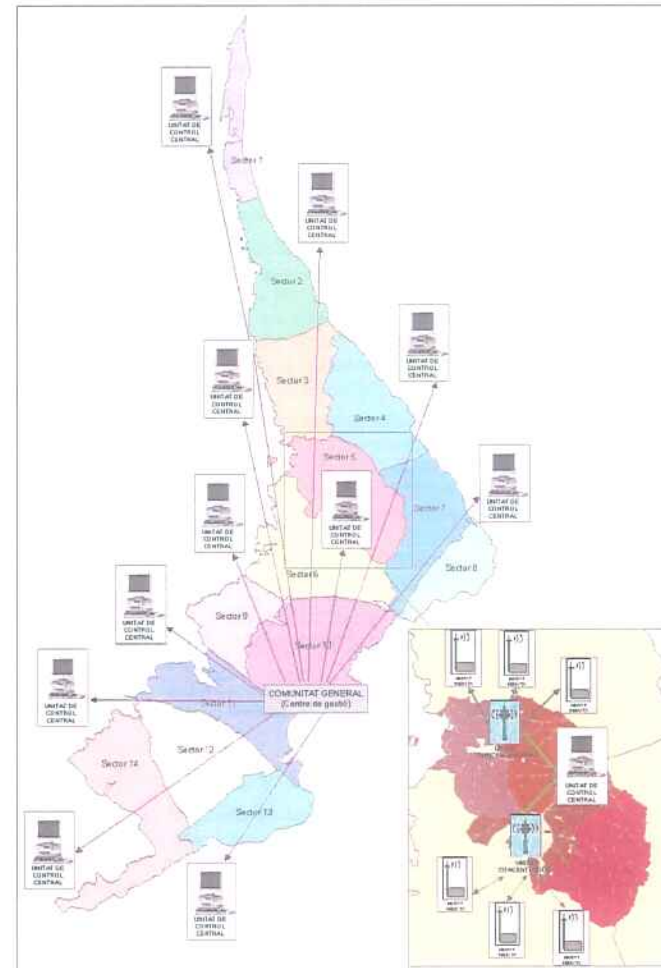 UNITAT DE
CONTROL
CENTRAL
Sector 1
UNITAT DE
CONTROL
CENTRAL
Sector 2
UNITAT DE
CONTROL
CENTRAL
Sector 3
UNITAT DE
CONTROL
CENTRAL
Sector 4
Sector 5
UNITAT DE
CONTROL
CENTRAL
UNITAT DE
CONTROL
CENTRAL
Sector 7
UNITAT DE
CONTROL
CENTRAL
Sector 6
Sector 8
UNITAT DE
CONTROL
CENTRAL
Sector 9
Sector 10
UNITAT DE
CONTROL
CENTRAL
COMUNITAT GENERAL
(Centre de gestió)
Sector 11
Sector 12
Sector 14
Sector 13
UNITAT DE
CONTROL
CENTRAL
UNITAT DE
CONTROL
CENTRAL
UNITAT DE
CONTROL
CENTRAL